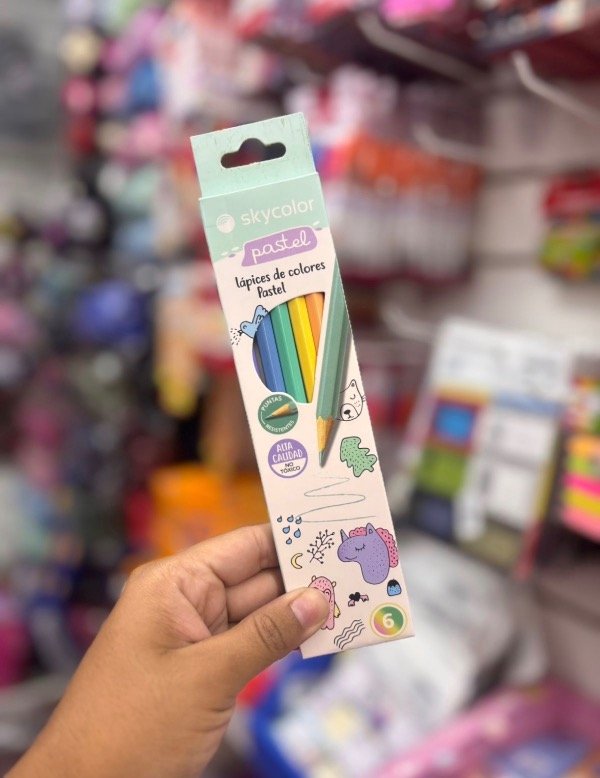 skycolor
pastel
lápices de colores
Pastel
PUNTAS
RESISTENTES
ALTA
CALIDAD
NO
TÓXICO
6